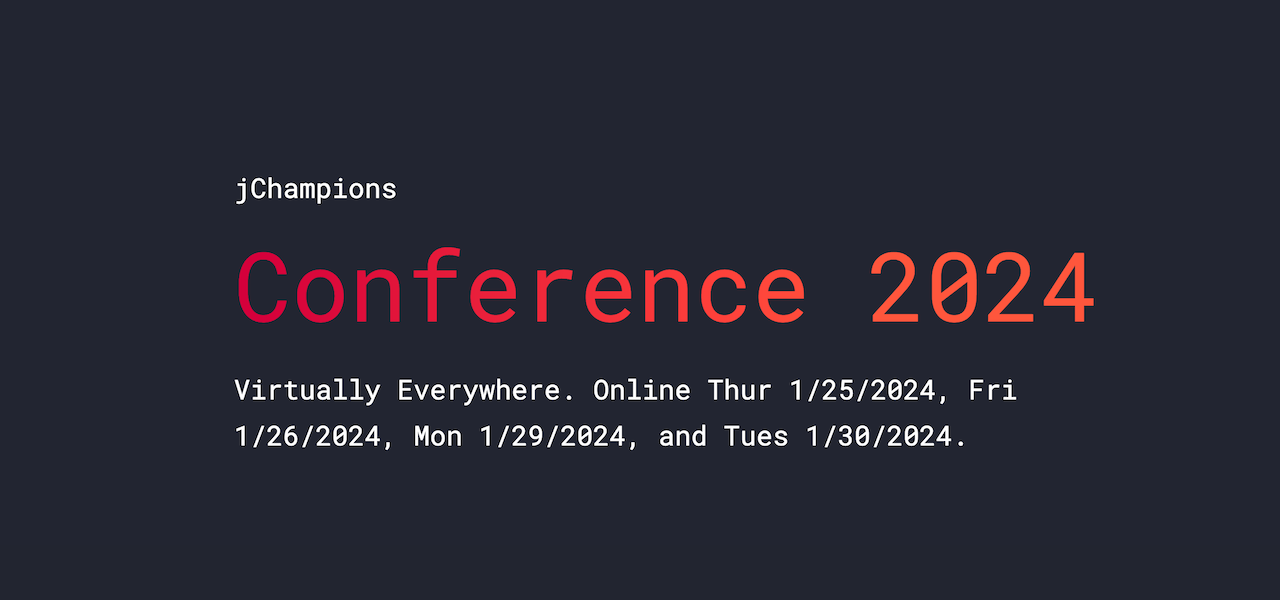 jChampions
Conference 2024
Virtually Everywhere. Online Thur 1/25/2024, Fri
1/26/2024, Mon 1/29/2024, and Tues 1/30/2024.